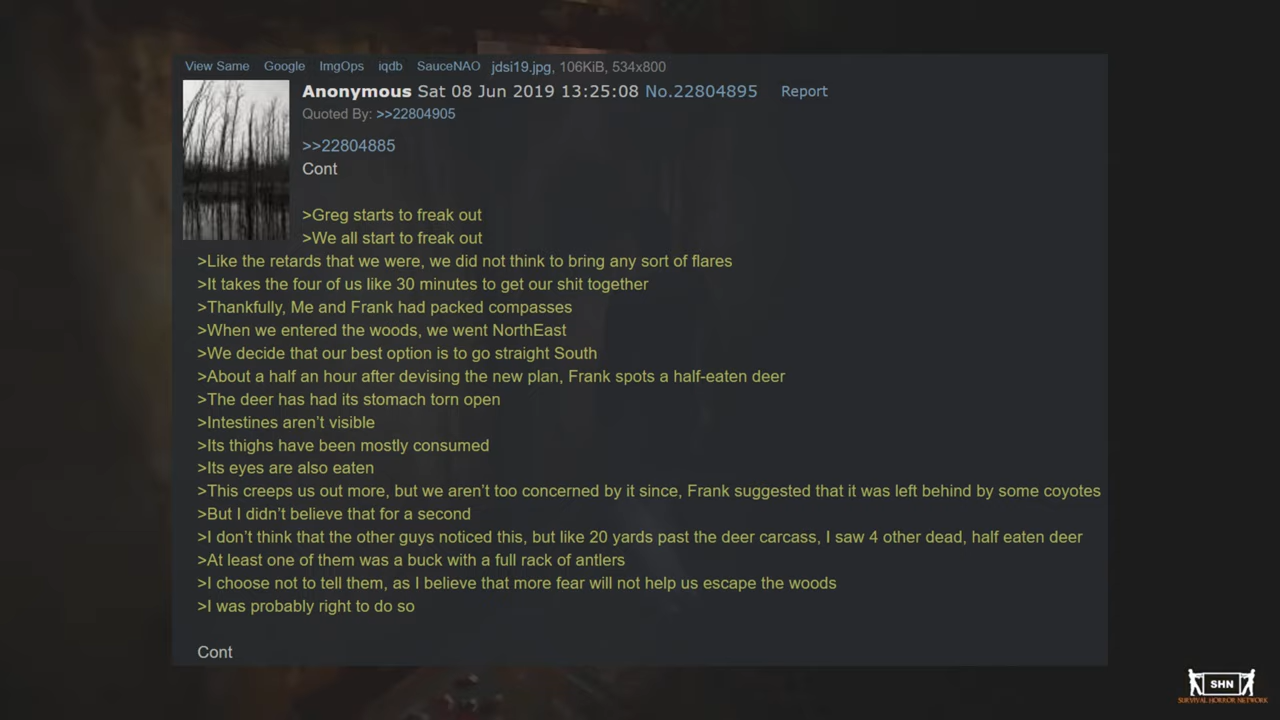 View Same Google ImgOps iqdb SauceNAO jdsi19.jpg, 106KiB, 534x800
Anonymous Sat 08 Jun 2019 13:25:08 No.22804895 Report
Quoted By: >>22804905
>>22804885
Cont
>Greg starts to freak out
>We all start to freak out
>Like the retards that we were, we did not think to bring any sort of flares
>It takes the four of us like 30 minutes to get our shit together
>Thankfully, Me and Frank had packed compasses
>When we entered the woods, we went NorthEast
>We decide that our best option is to go straight South
>About a half an hour after devising the new plan, Frank spots a half-eaten deer
>The deer has had its stomach torn open
>Intestines aren’t visible
>Its thighs have been mostly consumed
>Its eyes are also eaten
>This creeps us out more, but we aren’t too concerned by it since, Frank suggested that it was left behind by some coyotes
>But I didn’t believe that for a second
>I don’t think that the other guys noticed this, but like 20 yards past the deer carcass, I saw 4 other dead, half eaten deer
>At least one of them was a buck with a full rack of antlers
>I choose not to tell them, as I believe that more fear will not help us escape the woods
>I was probably right to do so
Cont
SHN
SURVIVAL HORROR NETWORK